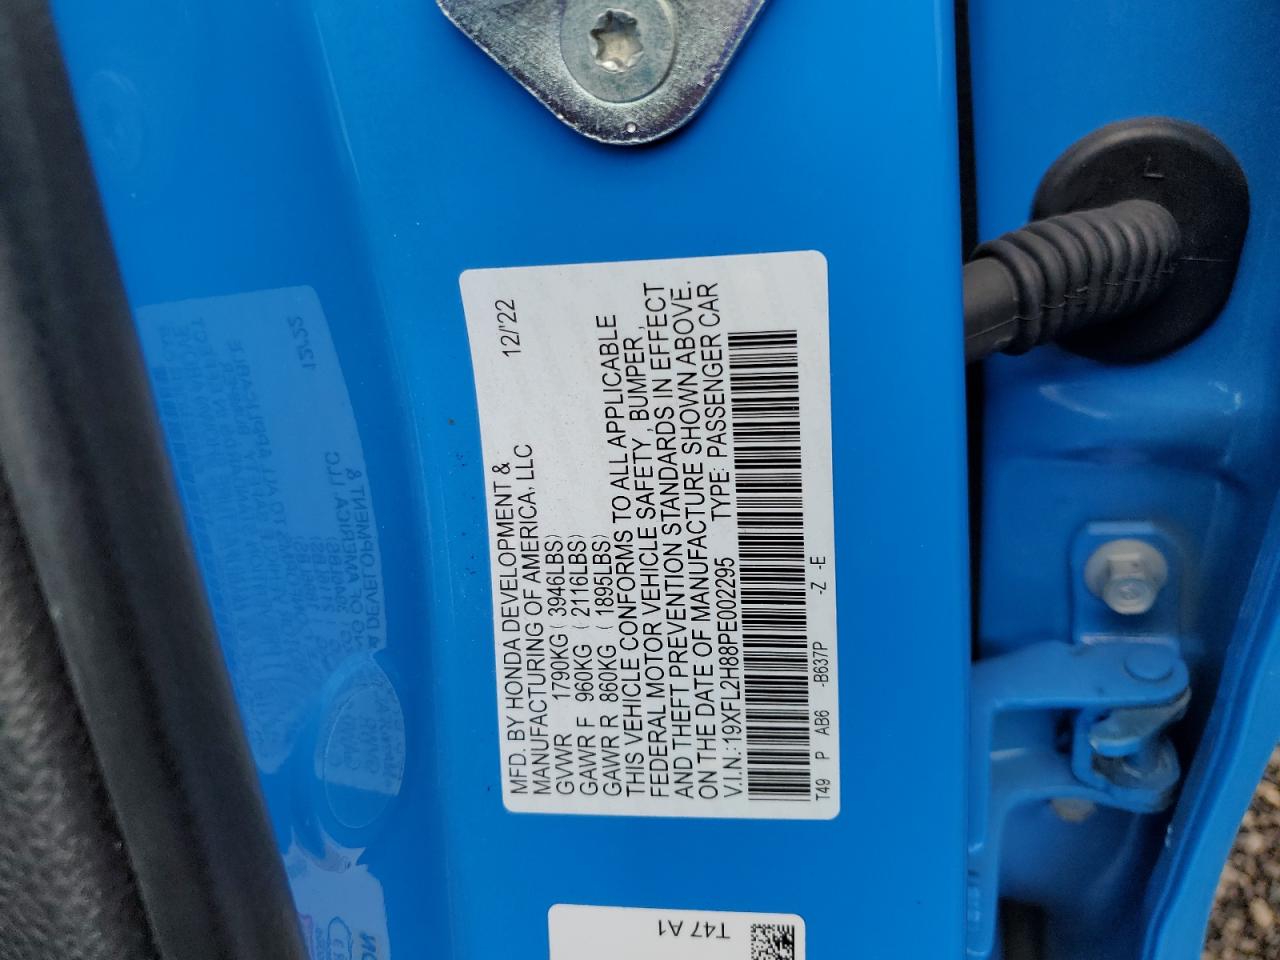 MFD. BY HONDA DEVELOPMENT & 12/'22
MANUFACTURING OF AMERICA, LLC
GVWR 1790KG ( 3946LBS)
GAWR F 960KG ( 2116LBS)
GAWR R 860KG ( 1895LBS)
THIS VEHICLE CONFORMS TO ALL APPLICABLE
FEDERAL MOTOR VEHICLE SAFETY , BUMPER,
AND THEFT PREVENTION STANDARDS IN EFFECT
ON THE DATE OF MANUFACTURE SHOWN ABOVE.
V.I.N.: 19XFL2H88PE002295 TYPE: PASSENGER CAR
T49 P AB6 -B637P -Z -E
T47 A1
L